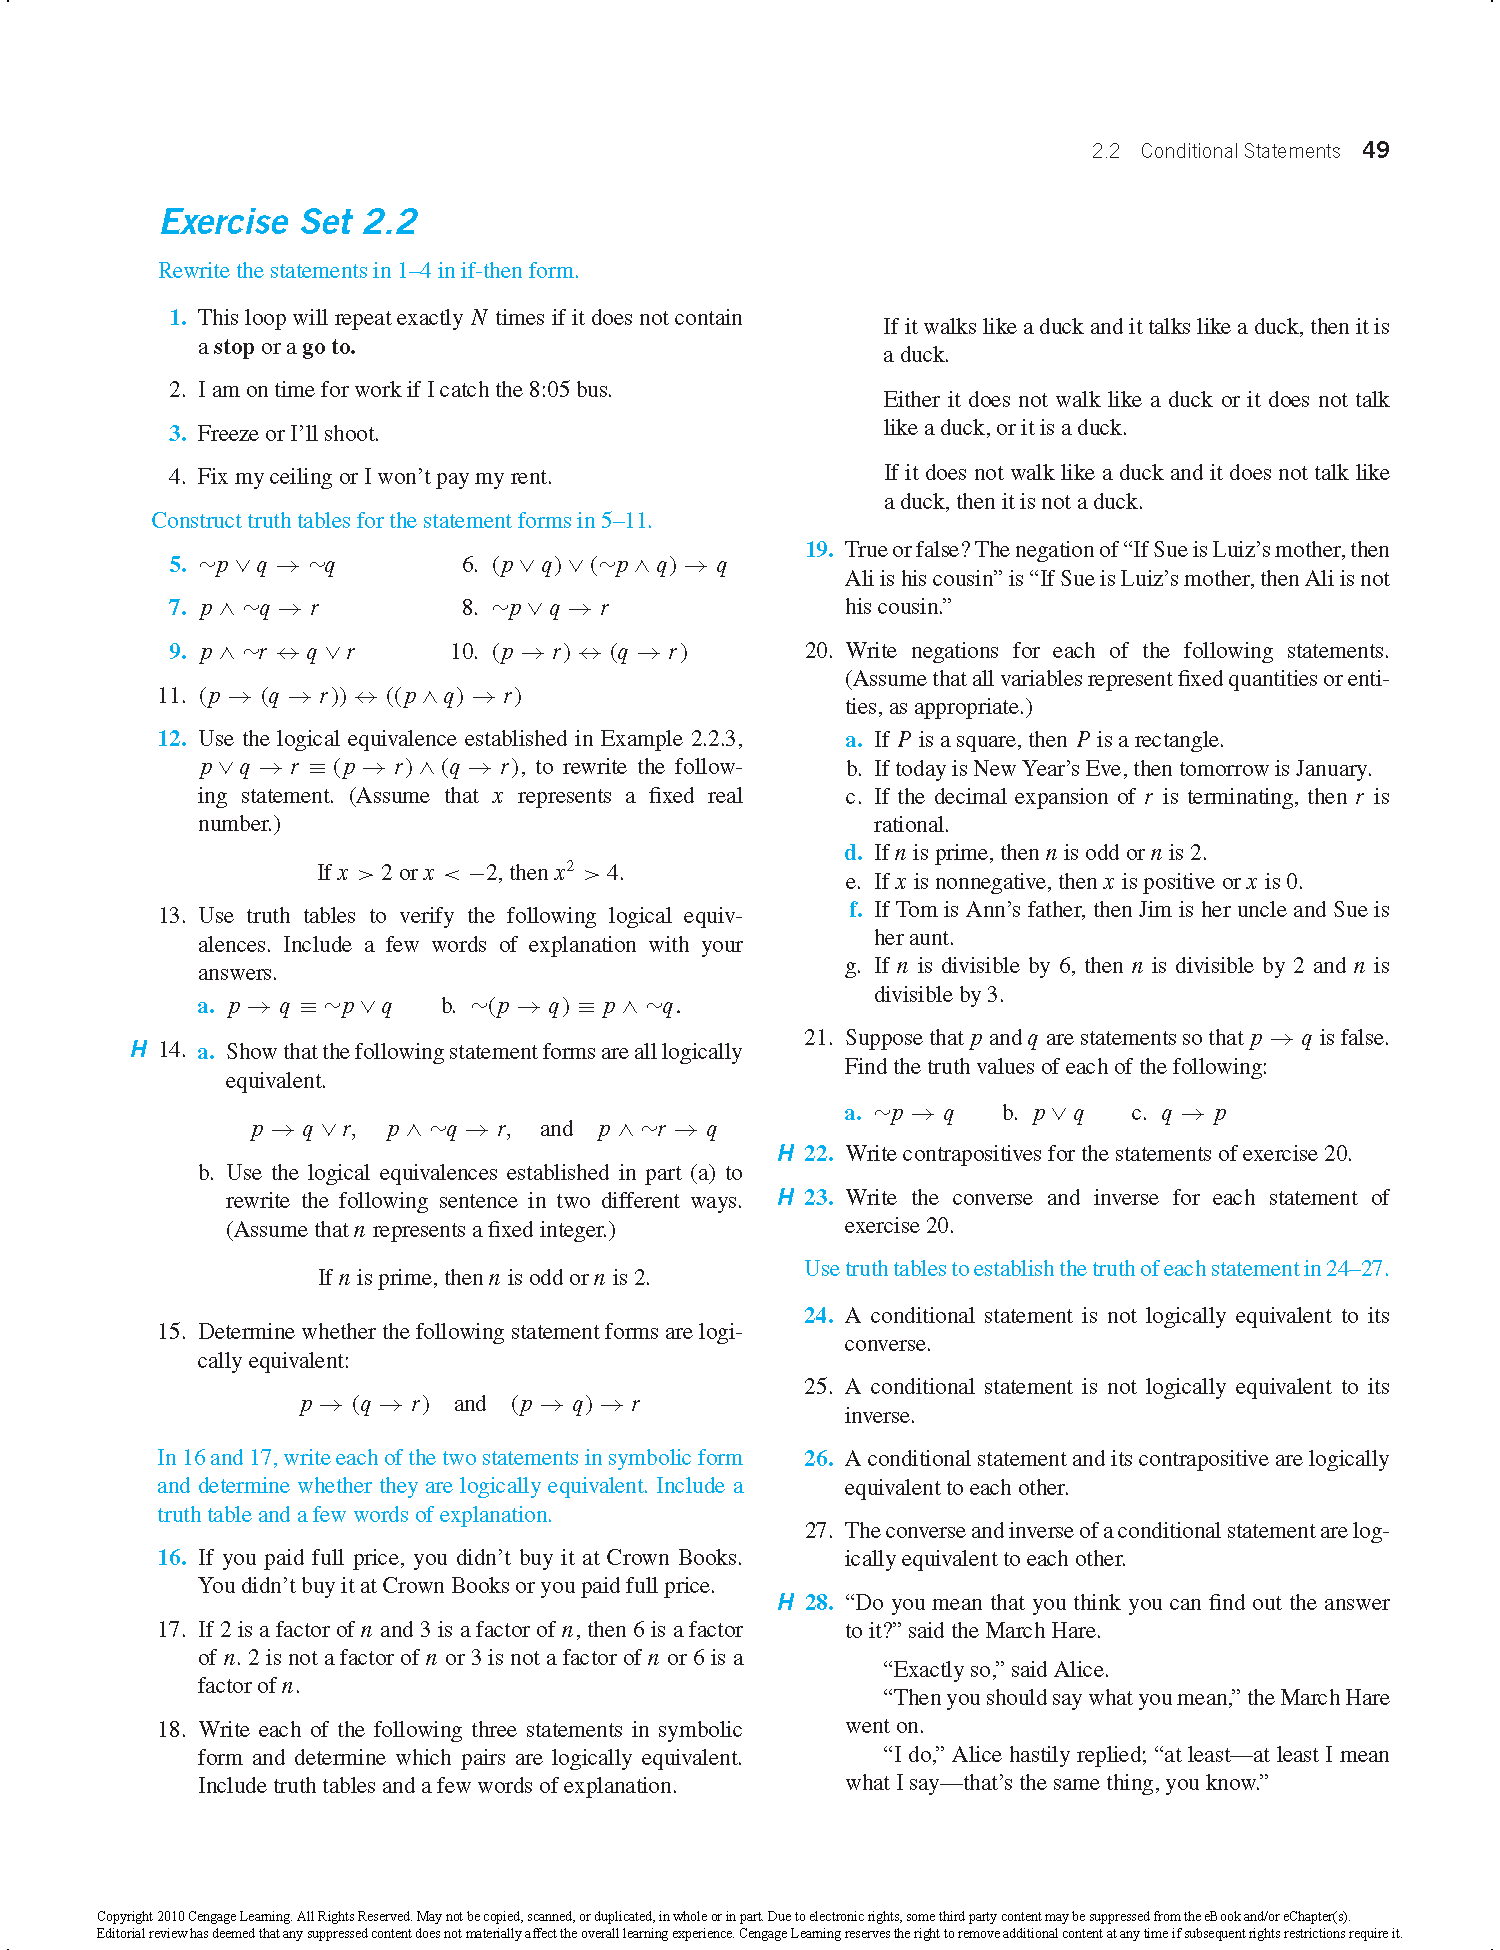 2.2 Conditional Statements 49
Exercise Set 2.2
Rewrite the statements in 1–4 in if-then form.
1. This loop will repeat exactly N times if it does not contain
a stop or a go to.
2. I am on time for work if I catch the 8:05 bus.
3. Freeze or I’ll shoot.
4. Fix my ceiling or I won’t pay my rent.
Construct truth tables for the statement forms in 5–11.
5. ∼p ∨ q → ∼q 6. (p ∨ q) ∨ (∼p ∧ q) → q
7. p ∧ ∼q → r 8. ∼p ∨ q → r
9. p ∧ ∼r ↔ q ∨ r 10. (p → r) ↔ (q → r)
11. (p → (q → r)) ↔ ((p ∧ q) → r)
12. Use the logical equivalence established in Example 2.2.3,
p ∨ q → r ≡ (p → r) ∧ (q → r), to rewrite the follow-
ing statement. (Assume that x represents a fixed real
number.)
If x > 2 or x < −2, then x² > 4.
13. Use truth tables to verify the following logical equiv-
alences. Include a few words of explanation with your
answers.
a. p → q ≡ ∼p ∨ q b. ∼(p → q) ≡ p ∧ ∼q.
H 14. a. Show that the following statement forms are all logically
equivalent.
p → q ∨ r, p ∧ ∼q → r, and p ∧ ∼r → q
b. Use the logical equivalences established in part (a) to
rewrite the following sentence in two different ways.
(Assume that n represents a fixed integer.)
If n is prime, then n is odd or n is 2.
15. Determine whether the following statement forms are logi-
cally equivalent:
p → (q → r) and (p → q) → r
In 16 and 17, write each of the two statements in symbolic form
and determine whether they are logically equivalent. Include a
truth table and a few words of explanation.
16. If you paid full price, you didn’t buy it at Crown Books.
You didn’t buy it at Crown Books or you paid full price.
17. If 2 is a factor of n and 3 is a factor of n, then 6 is a factor
of n. 2 is not a factor of n or 3 is not a factor of n or 6 is a
factor of n.
18. Write each of the following three statements in symbolic
form and determine which pairs are logically equivalent.
Include truth tables and a few words of explanation.
If it walks like a duck and it talks like a duck, then it is
a duck.
Either it does not walk like a duck or it does not talk
like a duck, or it is a duck.
If it does not walk like a duck and it does not talk like
a duck, then it is not a duck.
19. True or false? The negation of “If Sue is Luiz’s mother, then
Ali is his cousin” is “If Sue is Luiz’s mother, then Ali is not
his cousin.”
20. Write negations for each of the following statements.
(Assume that all variables represent fixed quantities or enti-
ties, as appropriate.)
a. If P is a square, then P is a rectangle.
b. If today is New Year’s Eve, then tomorrow is January.
c. If the decimal expansion of r is terminating, then r is
rational.
d. If n is prime, then n is odd or n is 2.
e. If x is nonnegative, then x is positive or x is 0.
f. If Tom is Ann’s father, then Jim is her uncle and Sue is
her aunt.
g. If n is divisible by 6, then n is divisible by 2 and n is
divisible by 3.
21. Suppose that p and q are statements so that p → q is false.
Find the truth values of each of the following:
a. ∼p → q b. p ∨ q c. q → p
H 22. Write contrapositives for the statements of exercise 20.
H 23. Write the converse and inverse for each statement of
exercise 20.
Use truth tables to establish the truth of each statement in 24–27.
24. A conditional statement is not logically equivalent to its
converse.
25. A conditional statement is not logically equivalent to its
inverse.
26. A conditional statement and its contrapositive are logically
equivalent to each other.
27. The converse and inverse of a conditional statement are log-
ically equivalent to each other.
H 28. “Do you mean that you think you can find out the answer
to it?” said the March Hare.
“Exactly so,” said Alice.
“Then you should say what you mean,” the March Hare
went on.
“I do,” Alice hastily replied; “at least—at least I mean
what I say—that’s the same thing, you know.”
Copyright 2010 Cengage Learning. All Rights Reserved. May not be copied, scanned, or duplicated, in whole or in part. Due to electronic rights, some third party content may be suppressed from the eBook and/or eChapter(s).
Editorial review has deemed that any suppressed content does not materially affect the overall learning experience. Cengage Learning reserves the right to remove additional content at any time if subsequent rights restrictions require it.